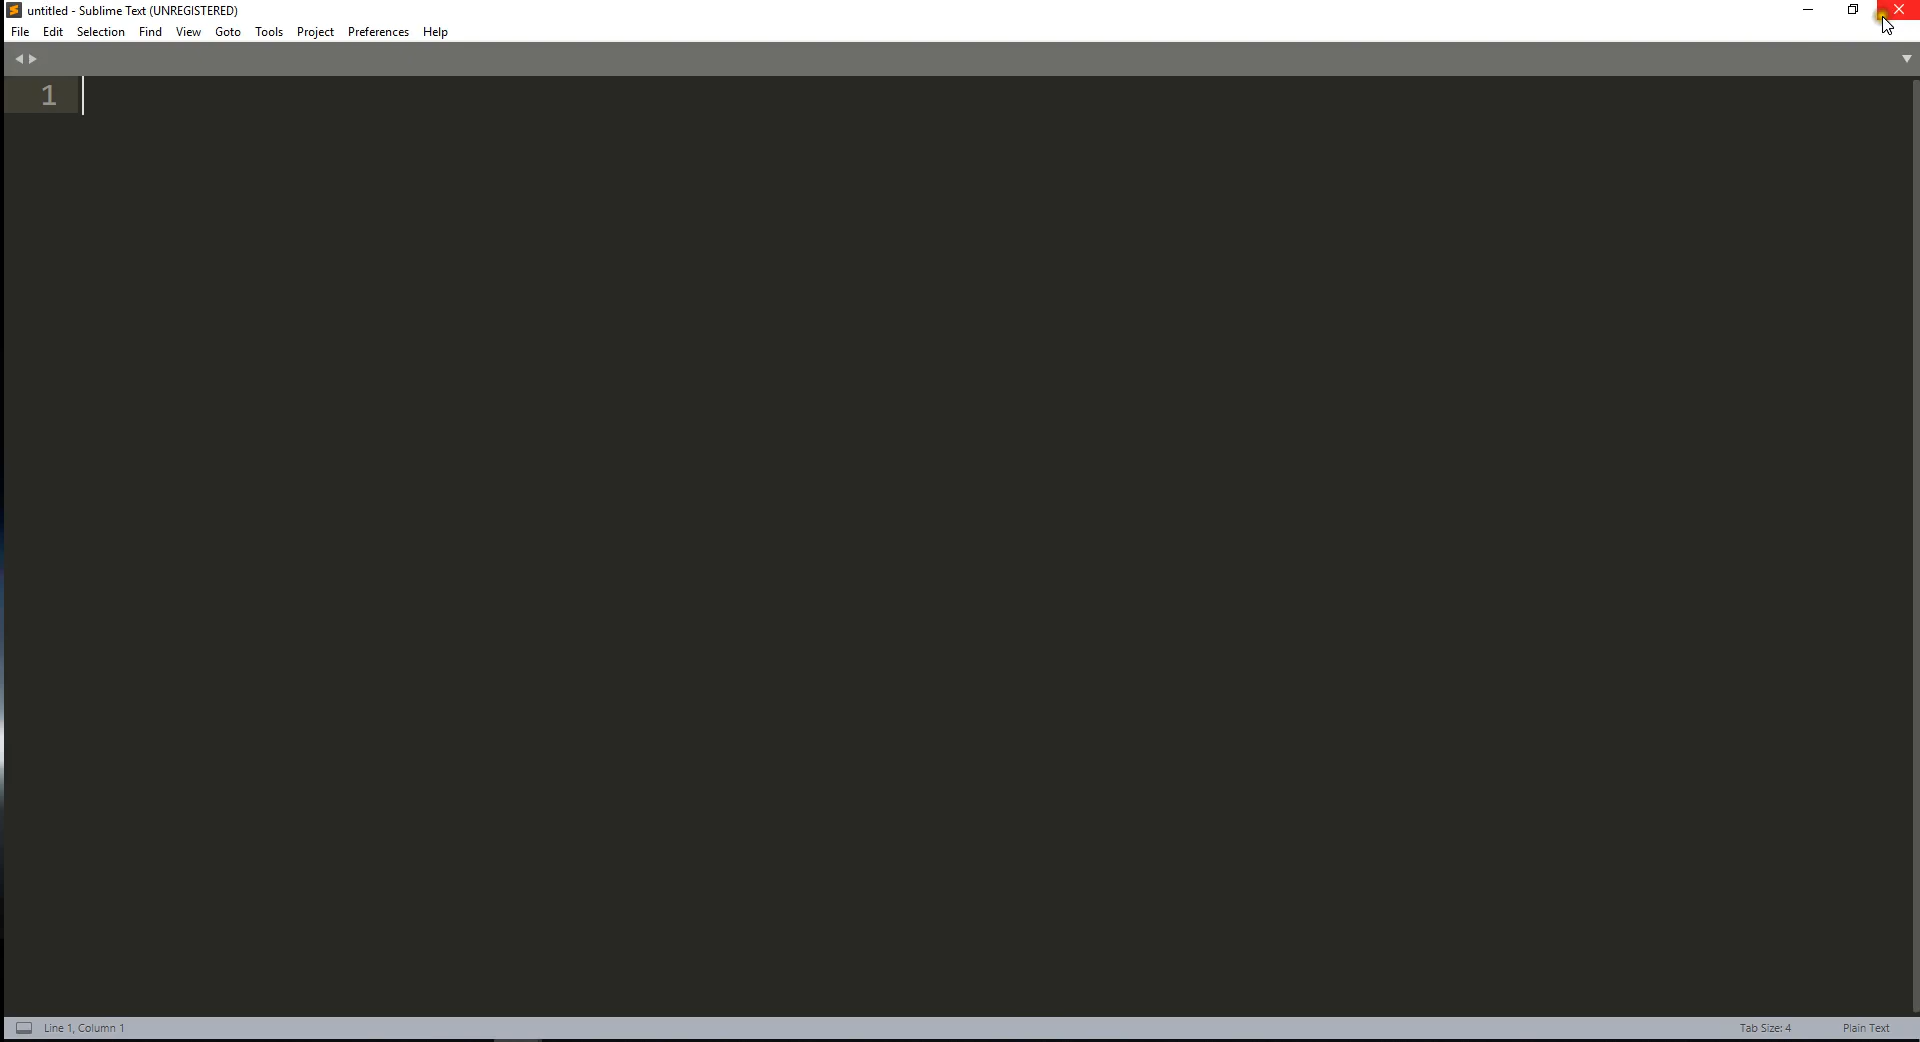 untitled - Sublime Text (UNREGISTERED)
File Edit Selection Find View Goto Tools Project Preferences Help
1
Line 1, Column 1 Tab Size: 4 Plain Text